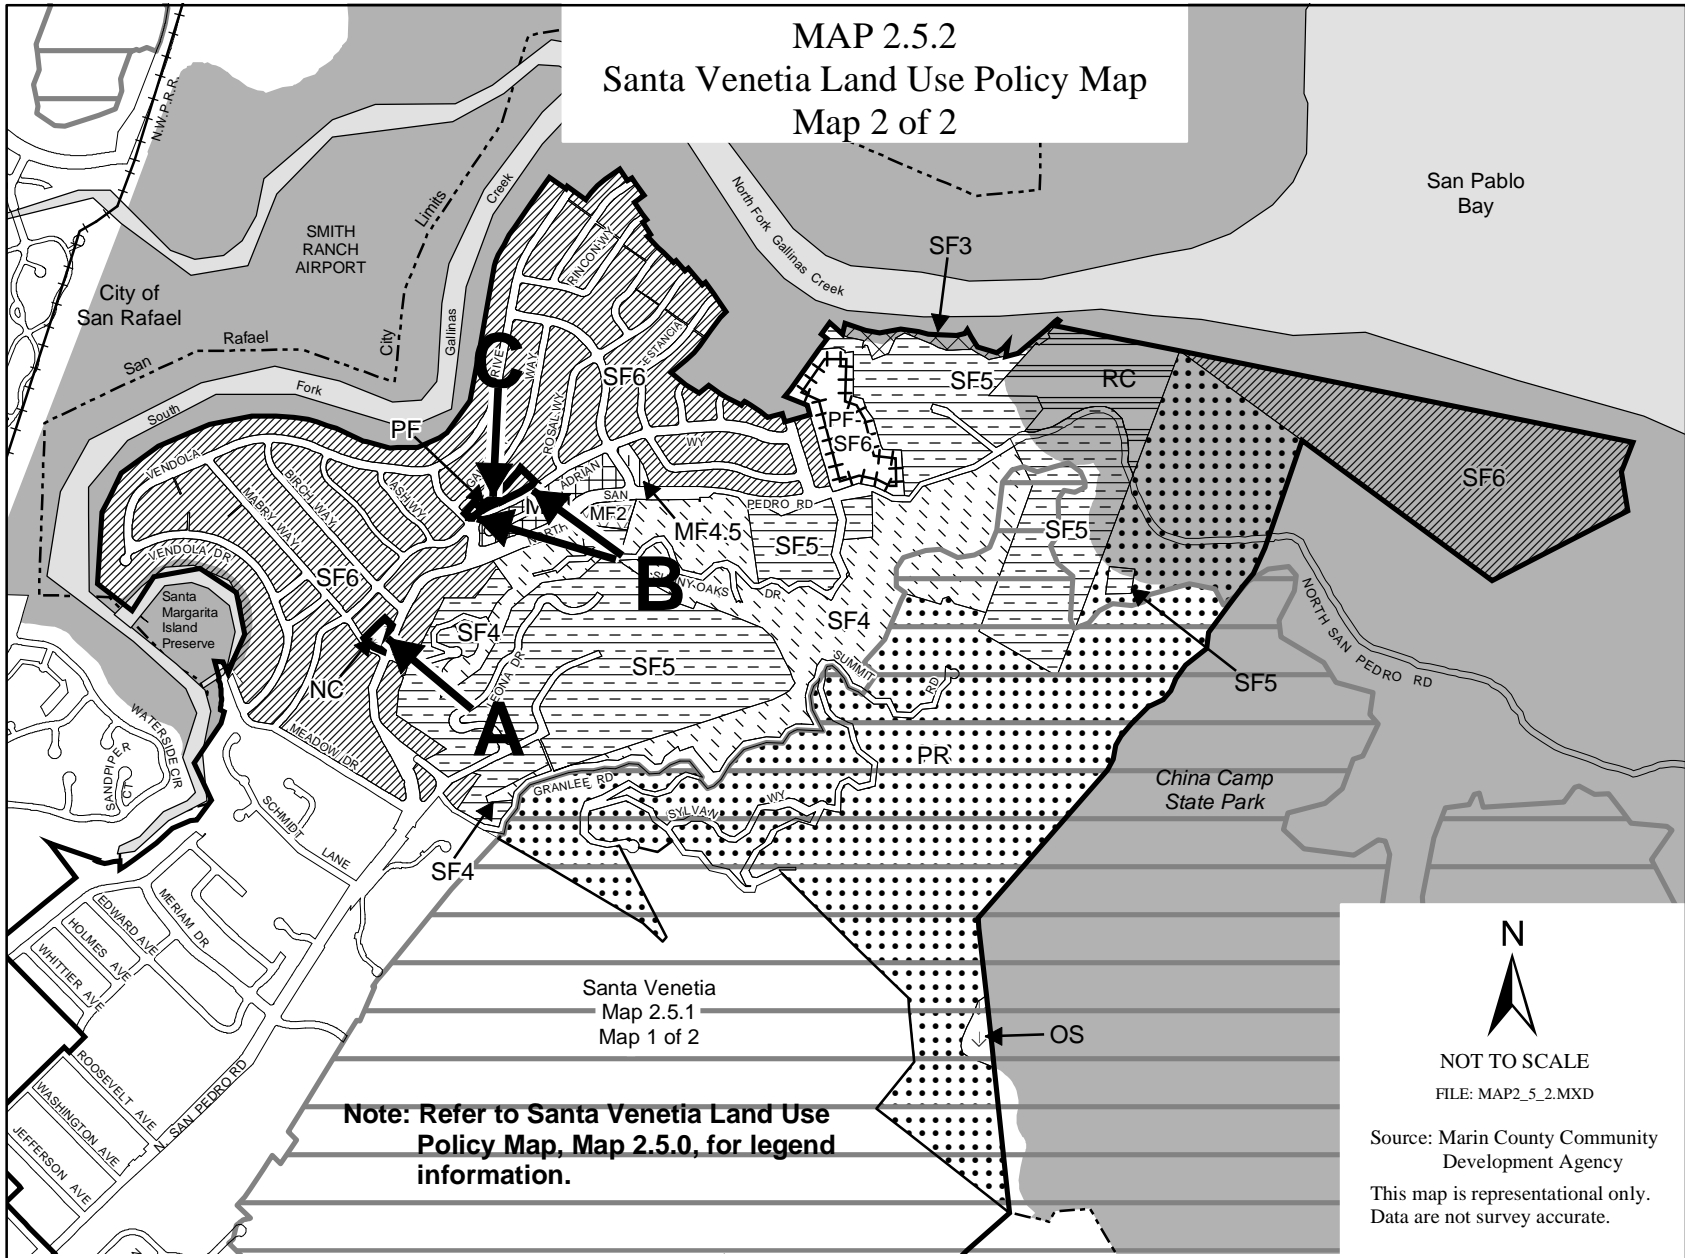 MAP 2.5.2
Santa Venetia Land Use Policy Map
Map 2 of 2
San Pablo
Bay
N.W.P.R.R.
SMITH
RANCH
AIRPORT
City of
San Rafael
San
Rafael
City
Limits
Gallinas
Creek
South
Fork
North Fork Gallinas Creek
SF3
RINCON WY
ESTANCIA
SF6
C
WAY
ROSAL WY
PF
ADRIAN
WY
SAN
PEDRO RD
NORTH
MF2
MF4.5
SF5
PF-
SF6
SF5
RC
SF6
SF5
VENDOLA
BIRCH WAY
MABRY WAY
ASH WY
VENDOLA DR
SF6
Santa
Margarita
Island
Preserve
B
DR
SF4
SF4
SF5
NC
A
MEADOW DR
SUMMIT
RD
SF5
NORTH SAN PEDRO RD
WATERSIDE CIR
SANDPIPER
CT
SCHMIDT
LANE
GRANLEE RD
SYLVAN
WY
PR
China Camp
State Park
SF4
MERIAM DR
EDWARD AVE
HOLMES AVE
WHITTIER AVE
ROOSEVELT AVE
WASHINGTON AVE
JEFFERSON AVE
N. SAN PEDRO RD
Santa Venetia
Map 2.5.1
Map 1 of 2
OS
Note: Refer to Santa Venetia Land Use
Policy Map, Map 2.5.0, for legend
information.
N
NOT TO SCALE
FILE: MAP2_5_2.MXD
Source: Marin County Community
Development Agency
This map is representational only.
Data are not survey accurate.